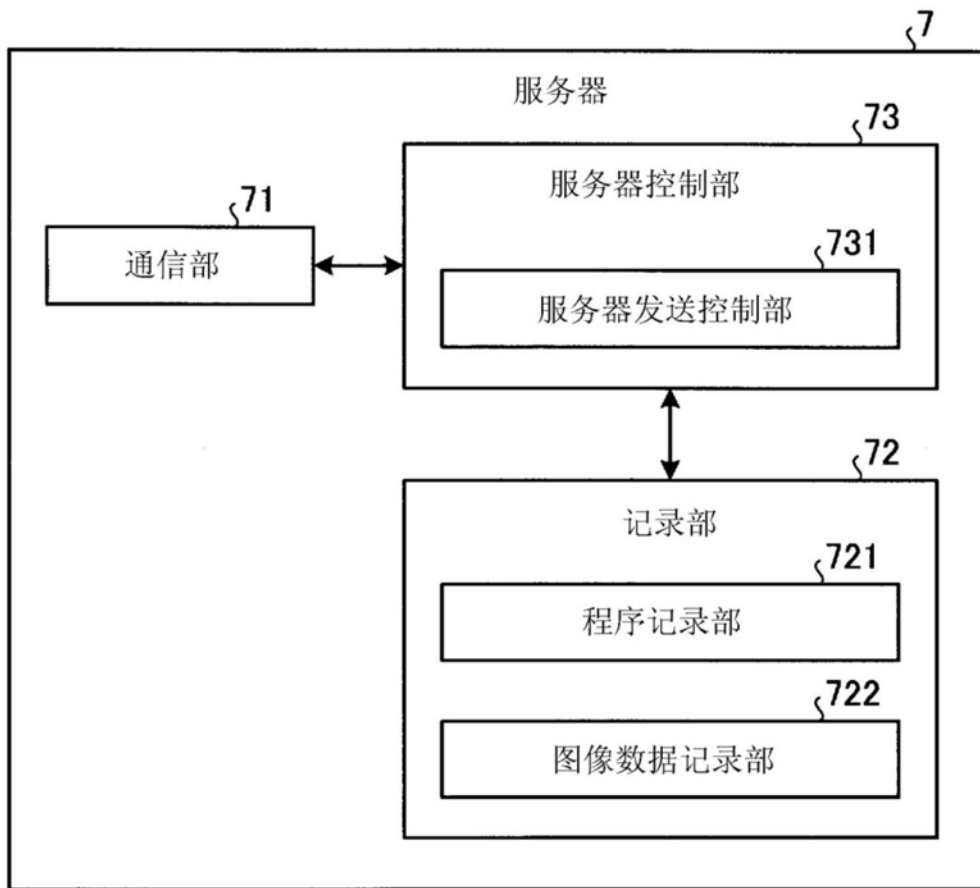 7
服务器
73
服务器控制部
71
通信部
731
服务器发送控制部
72
记录部
721
程序记录部
722
图像数据记录部